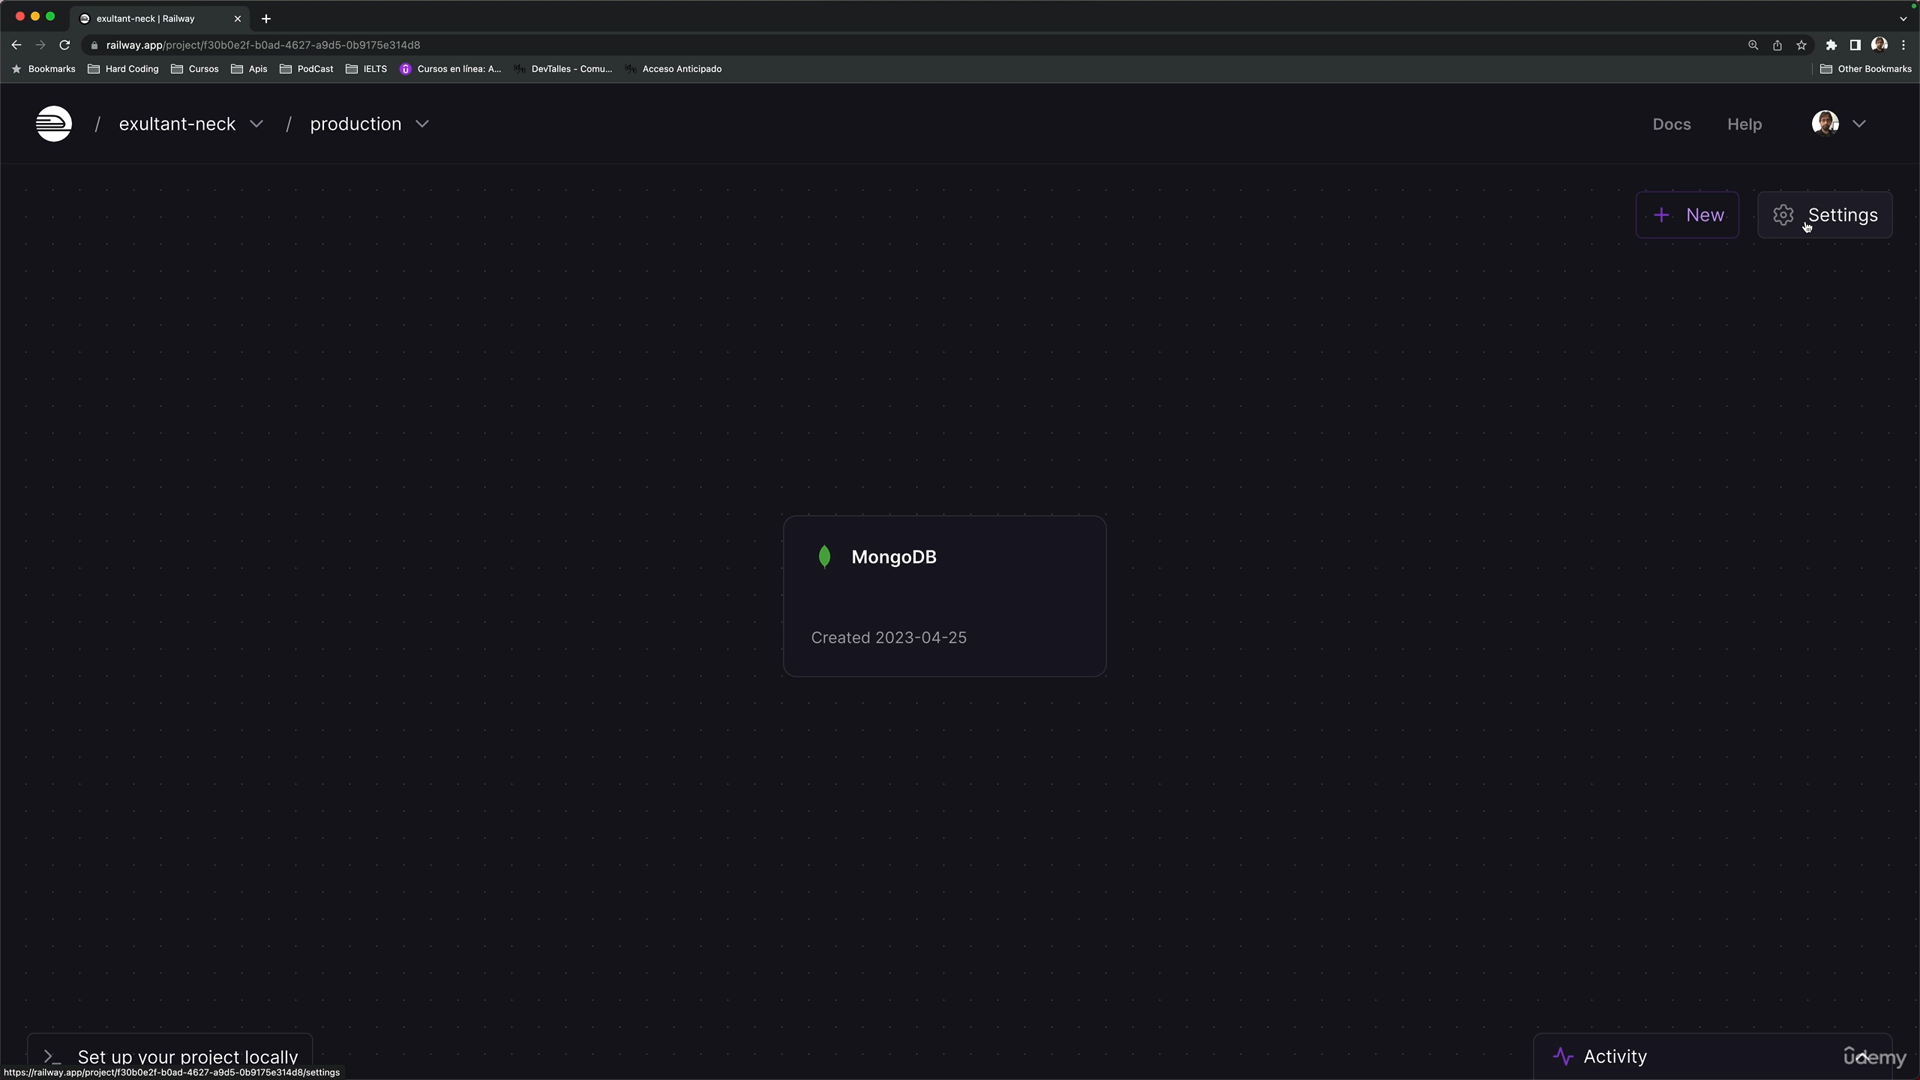 exultant-neck | Railway
railway.app/project/f30b0e2f-b0ad-4627-a9d5-0b9175e314d8
Bookmarks
Hard Coding
Cursos
Apis
PodCast
IELTS
Cursos en línea: A...
DevTalles - Comu...
Acceso Anticipado
Other Bookmarks
/ exultant-neck / production
Docs
Help
+ New
Settings
MongoDB
Created 2023-04-25
Set up your project locally
Activity
ûdemy
https://railway.app/project/f30b0e2f-b0ad-4627-a9d5-0b9175e314d8/settings